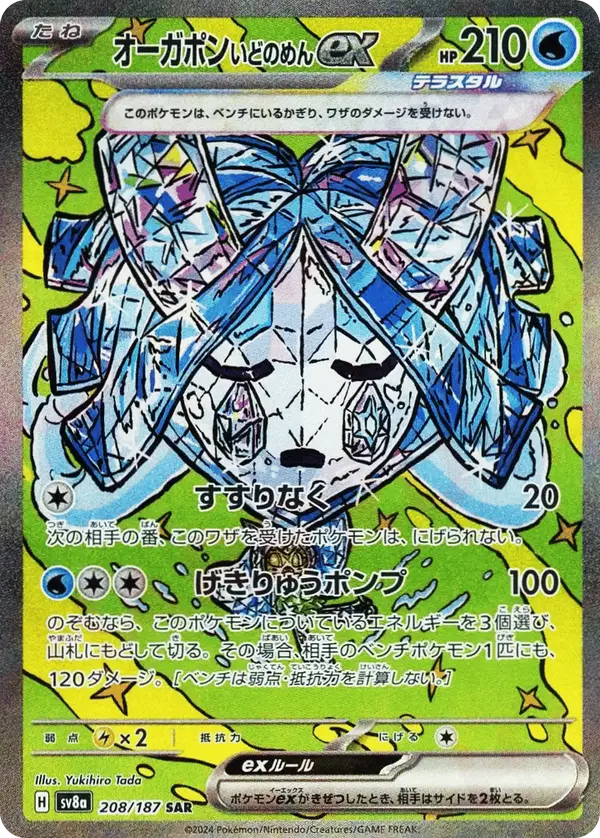 たね
オーガポンいどのめんex
HP210
テラスタル
このポケモンは、ベンチにいるかぎり、ワザのダメージを受けない。
すすりなく 20
次の相手の番、このワザを受けたポケモンは、にげられない。
げきりゅうポンプ 100
のぞむなら、このポケモンについているエネルギーを3個選び、
山札にもどして切る。その場合、相手のベンチポケモン1匹にも、
120ダメージ。[ベンチは弱点・抵抗力を計算しない。]
弱点 ×2 抵抗力 にげる
Illus. Yukihiro Tada
exルール
ポケモンexがきぜつしたとき、相手はサイドを2枚とる。
H sv8a 208/187 SAR
©2024 Pokémon/Nintendo/Creatures/GAME FREAK.